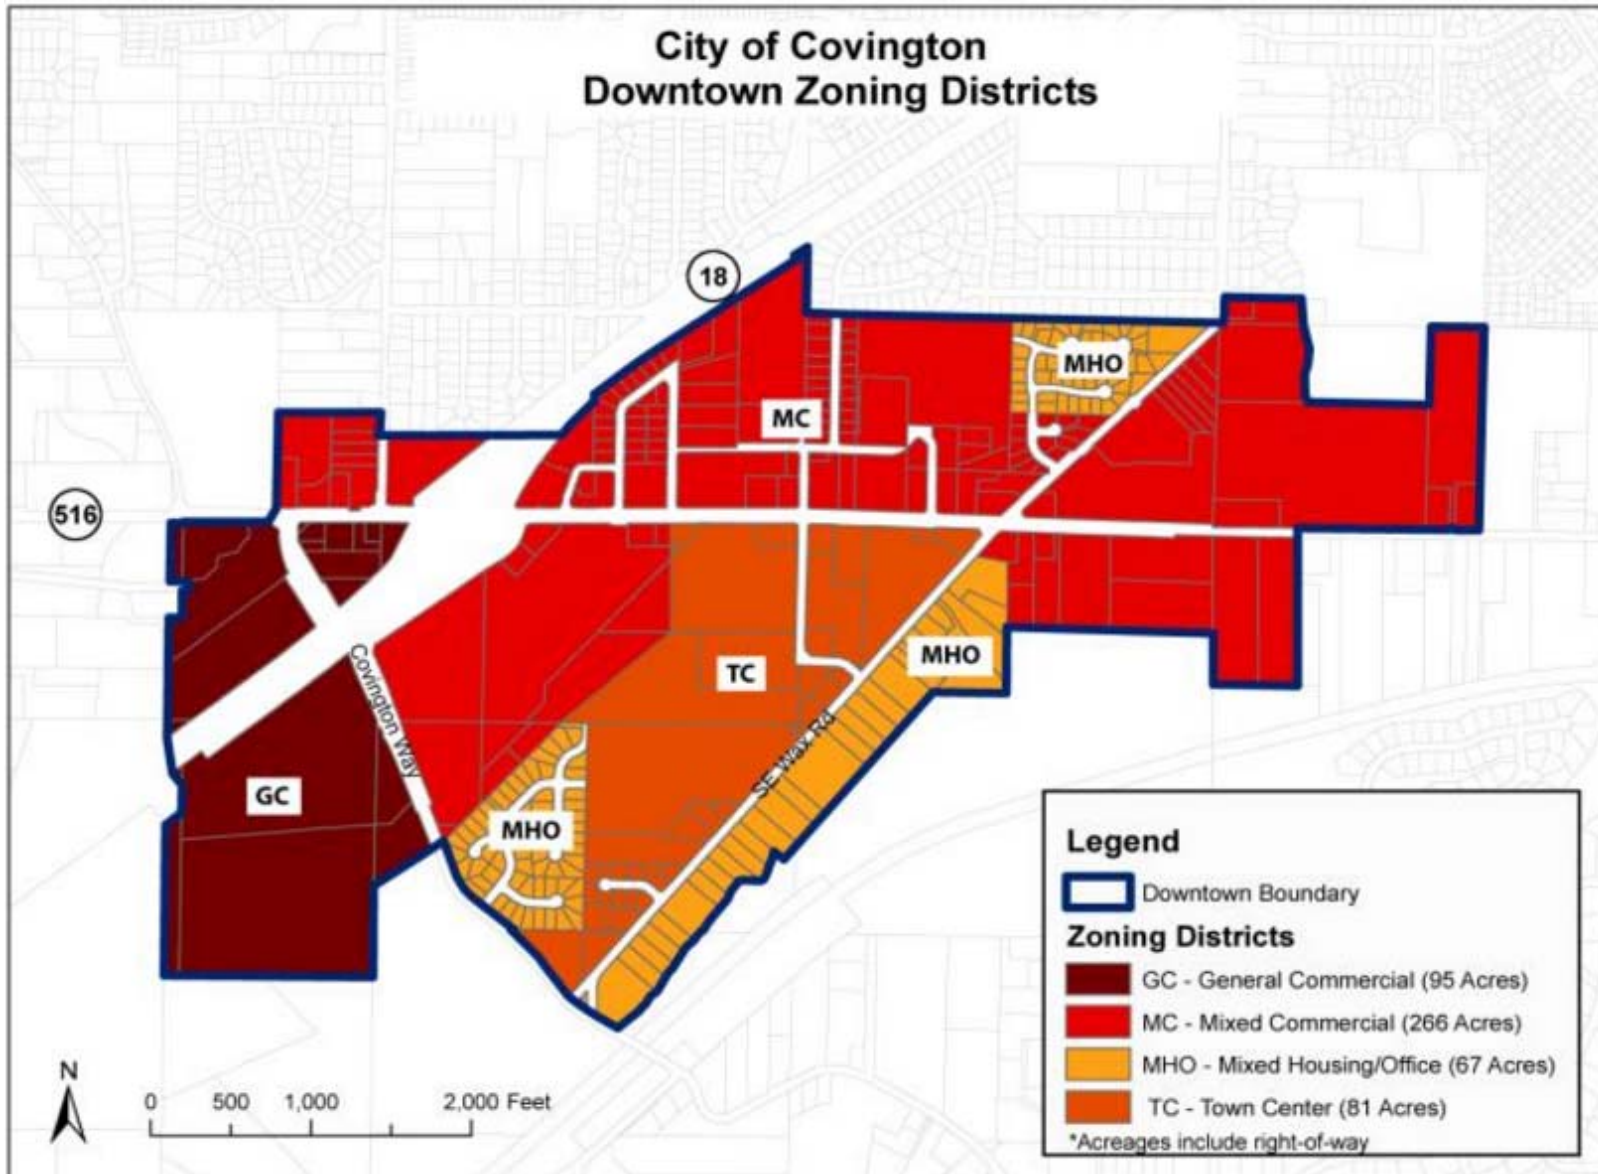 City of Covington
Downtown Zoning Districts
18
MHO
MC
516
Covington Way
MHO
TC
SE Wax Rd
GC
MHO
Legend
Downtown Boundary
Zoning Districts
GC - General Commercial (95 Acres)
MC - Mixed Commercial (266 Acres)
MHO - Mixed Housing/Office (67 Acres)
TC - Town Center (81 Acres)
*Acreages include right-of-way
N
0 500 1,000 2,000 Feet